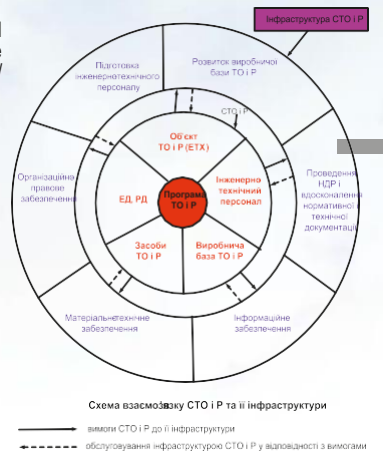 Інфраструктура СТО і Р
Підготовка
інженернотехнічного
персоналу
Розвиток виробничої
бази ТО і Р
СТО і Р
Об'єкт
ТО і Р (ЕТХ)
Організаційно
правове
забезпечення
ЕД, РД
Програма
ТО і Р
Інженерно
технічний
персонал
Проведення
НДР і
вдосконалення
нормативної і
технічної
документації
Засоби
ТО і Р
Виробнича
база ТО і Р
Матеріальнетехнічне
забезпечення
Інформаційне
забезпечення
Схема взаємозв'язку СТО і Р та її інфраструктури
вимоги СТО і Р до її інфраструктури
обслуговування інфраструктурою СТО і Р у відповідності з вимогами